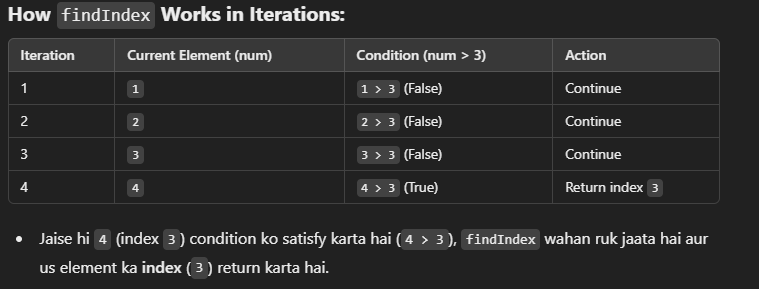 How findIndex Works in Iterations:
Iteration Current Element (num) Condition (num > 3) Action
1 1 1 > 3 (False) Continue
2 2 2 > 3 (False) Continue
3 3 3 > 3 (False) Continue
4 4 4 > 3 (True) Return index 3
• Jaise hi 4 (index 3) condition ko satisfy karta hai (4 > 3), findIndex wahan ruk jaata hai aur
us element ka index (3) return karta hai.